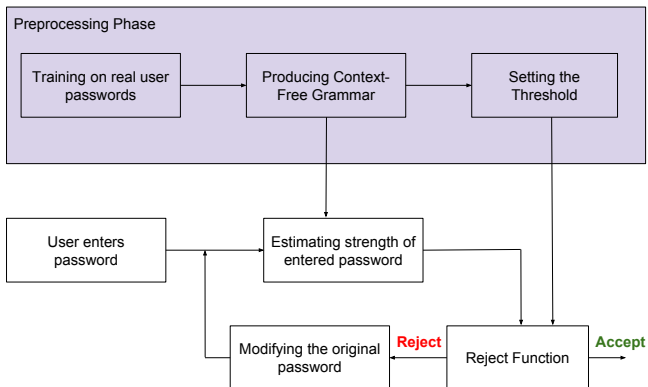 Preprocessing Phase
Training on real user
passwords
Producing Context-
Free Grammar
Setting the
Threshold
User enters
password
Estimating strength of
entered password
Modifying the original
password
Reject
Reject Function
Accept